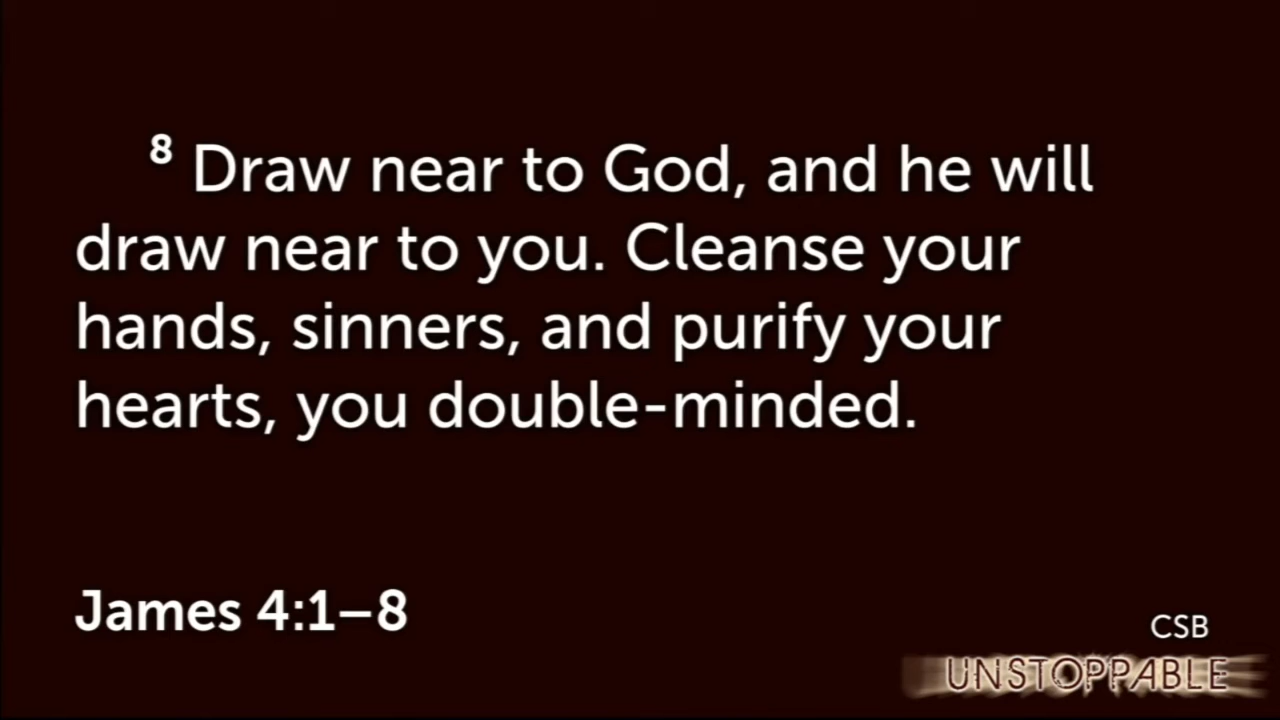 8 Draw near to God, and he will
draw near to you. Cleanse your
hands, sinners, and purify your
hearts, you double-minded.
James 4:1–8
CSB
UNSTOPPABLE